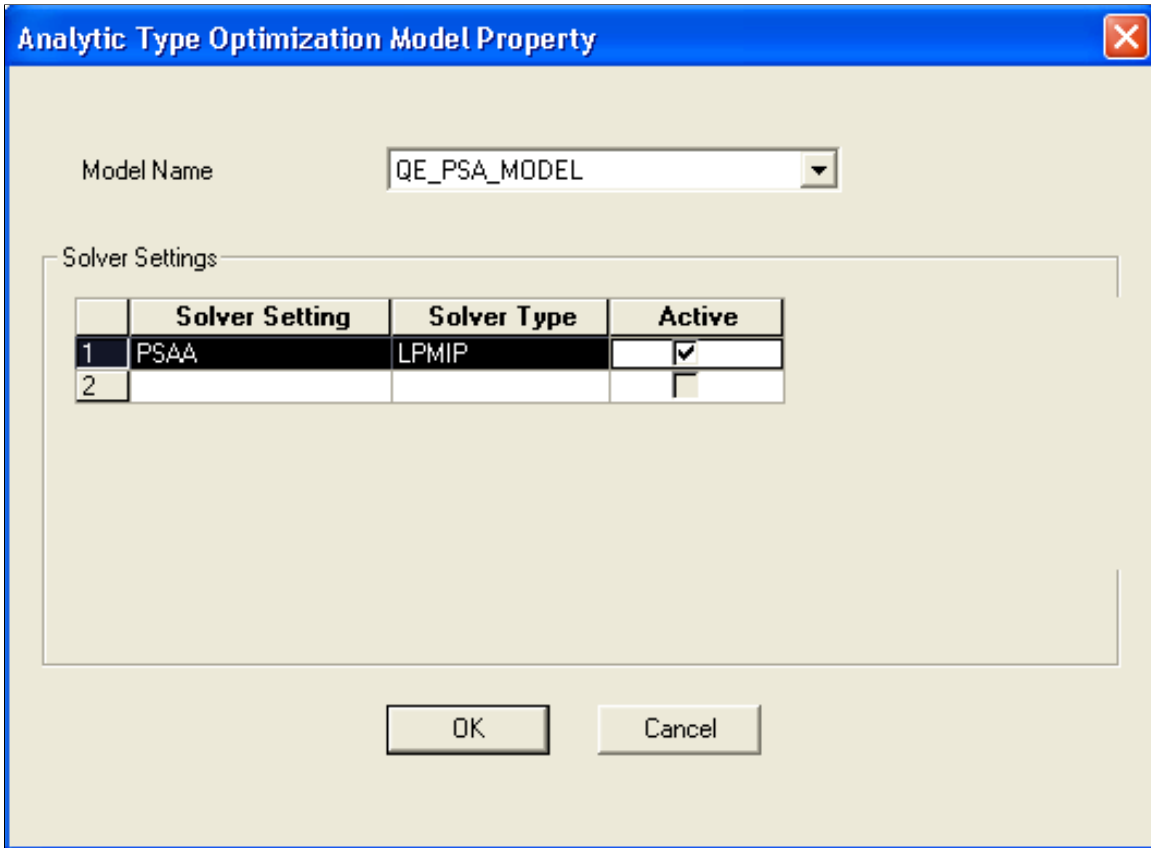 Analytic Type Optimization Model Property
Model Name QE_PSA_MODEL
Solver Settings
Solver Setting Solver Type Active
1 PSAA LPMIP
2
OK Cancel